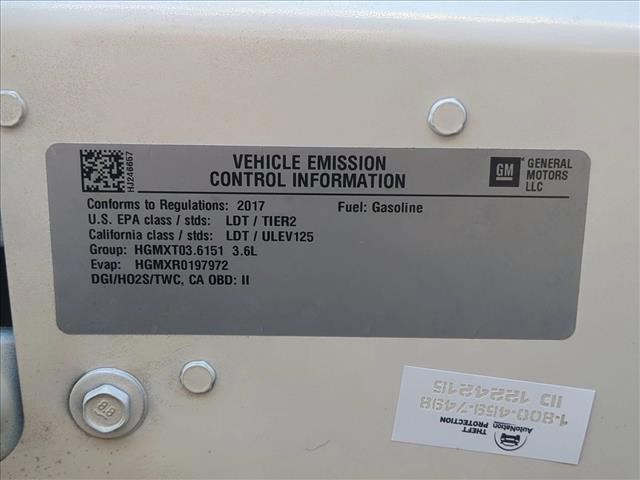 HJ246657
VEHICLE EMISSION
CONTROL INFORMATION
GM
GENERAL
MOTORS
LLC
Conforms to Regulations: 2017 Fuel: Gasoline
U.S. EPA class / stds: LDT / TIER2
California class / stds: LDT / ULEV125
Group: HGMXT03.6151 3.6L
Evap: HGMXR0197972
DGI/HO2S/TWC, CA OBD: II
8.8
THEFT
AutoNation
PROTECTION
1-800-459-7498
ID 1224215